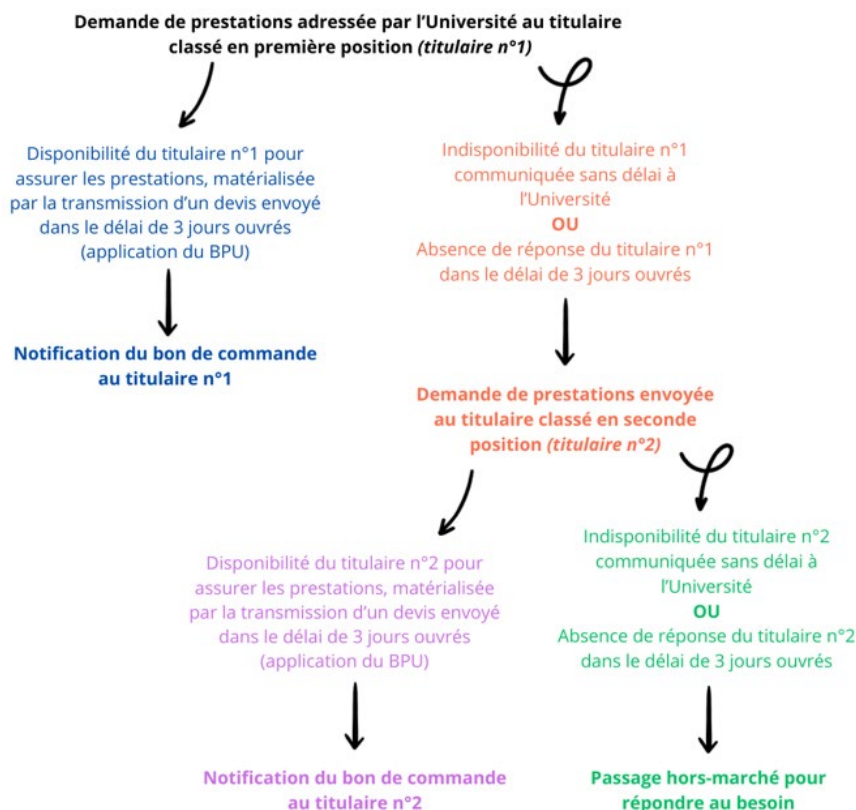 Demande de prestations adressée par l'Université au titulaire
classé en première position (titulaire n°1)
Disponibilité du titulaire n°1 pour
assurer les prestations, matérialisée
par la transmission d'un devis envoyé
dans le délai de 3 jours ouvrés
(application du BPU)
Notification du bon de commande
au titulaire n°1
Indisponibilité du titulaire n°1
communiquée sans délai à
l'Université
OU
Absence de réponse du titulaire n°1
dans le délai de 3 jours ouvrés
Demande de prestations envoyée
au titulaire classé en seconde
position (titulaire n°2)
Disponibilité du titulaire n°2 pour
assurer les prestations, matérialisée
par la transmission d'un devis envoyé
dans le délai de 3 jours ouvrés
(application du BPU)
Notification du bon de commande
au titulaire n°2
Indisponibilité du titulaire n°2
communiquée sans délai à
l'Université
OU
Absence de réponse du titulaire n°2
dans le délai de 3 jours ouvrés
Passage hors-marché pour
répondre au besoin